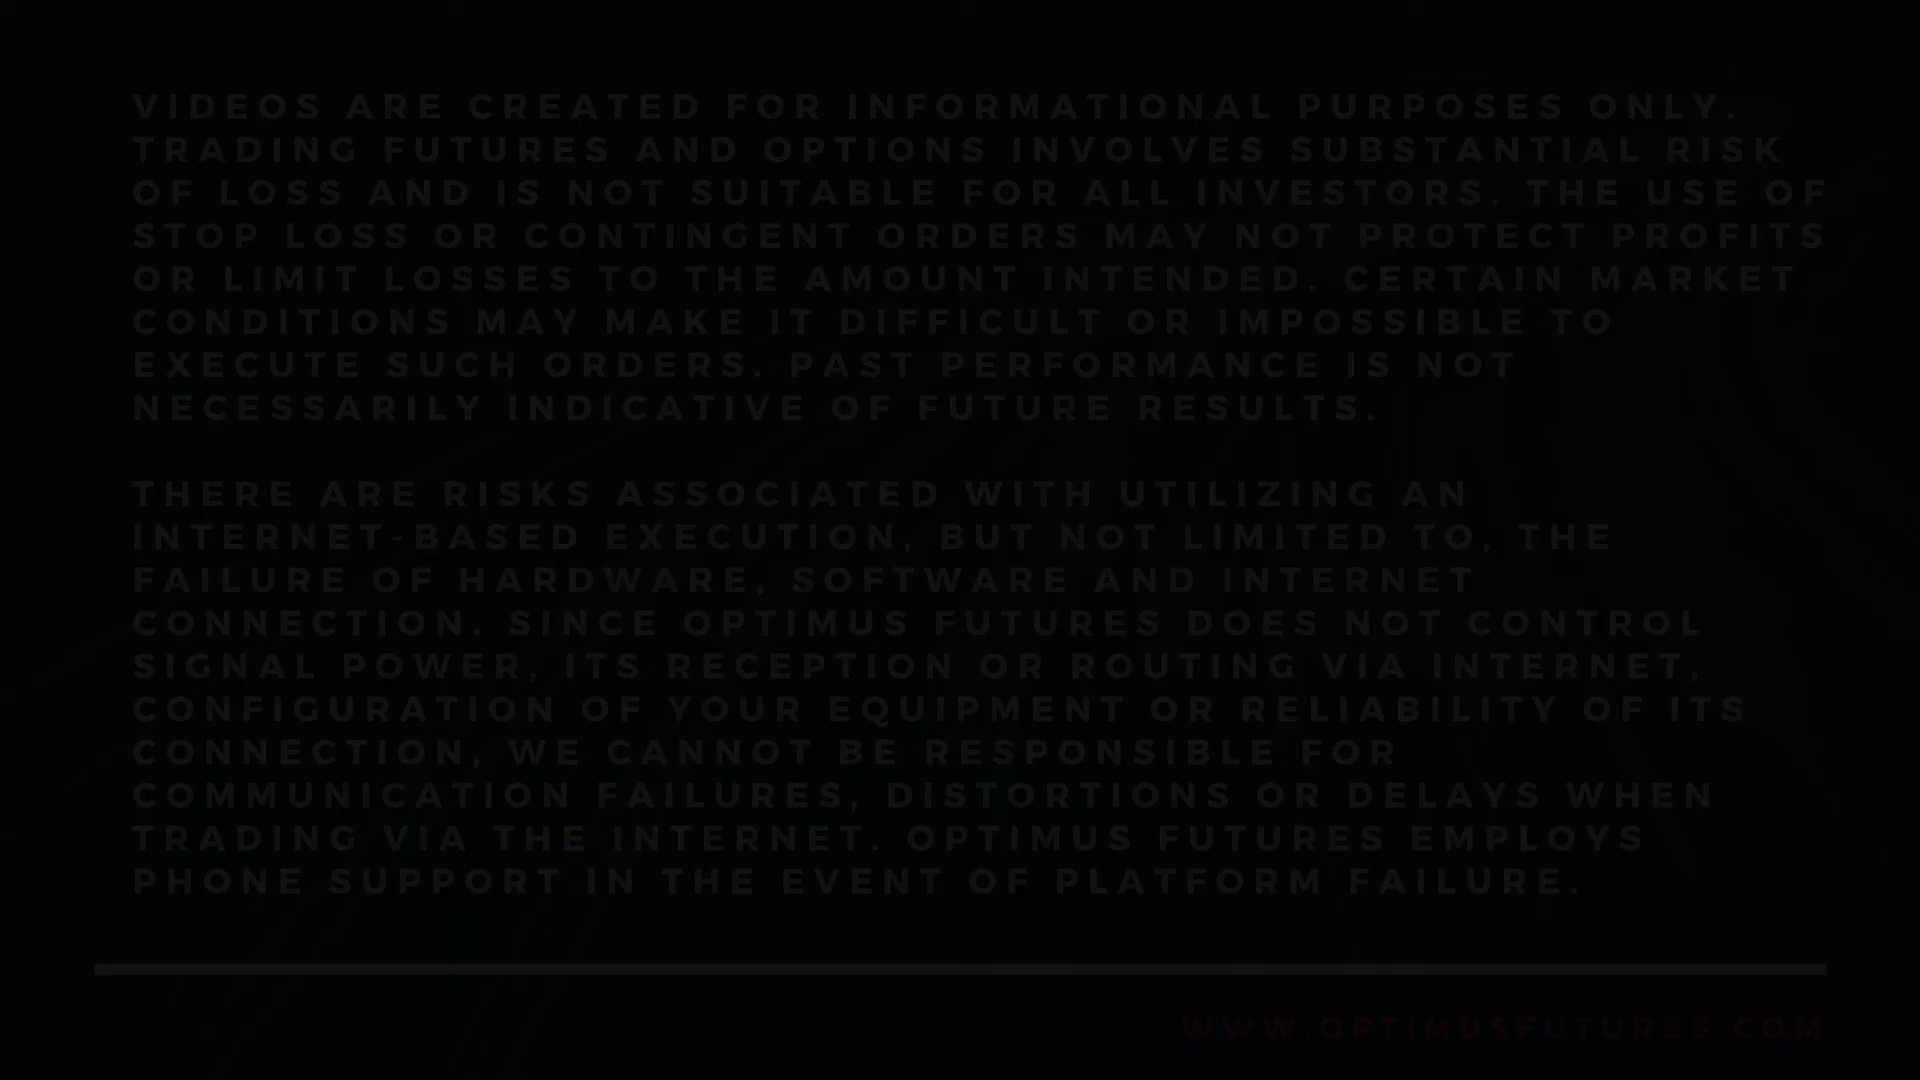 VIDEOS ARE CREATED FOR INFORMATIONAL PURPOSES ONLY.
TRADING FUTURES AND OPTIONS INVOLVES SUBSTANTIAL RISK
OF LOSS AND IS NOT SUITABLE FOR ALL INVESTORS. THE USE OF
STOP LOSS OR CONTINGENT ORDERS MAY NOT PROTECT PROFITS
OR LIMIT LOSSES TO THE AMOUNT INTENDED. CERTAIN MARKET
CONDITIONS MAY MAKE IT DIFFICULT OR IMPOSSIBLE TO
EXECUTE SUCH ORDERS. PAST PERFORMANCE IS NOT
NECESSARILY INDICATIVE OF FUTURE RESULTS.
THERE ARE RISKS ASSOCIATED WITH UTILIZING AN
INTERNET-BASED EXECUTION, BUT NOT LIMITED TO, THE
FAILURE OF HARDWARE, SOFTWARE AND INTERNET
CONNECTION. SINCE OPTIMUS FUTURES DOES NOT CONTROL
SIGNAL POWER, ITS RECEPTION OR ROUTING VIA INTERNET,
CONFIGURATION OF YOUR EQUIPMENT OR RELIABILITY OF ITS
CONNECTION, WE CANNOT BE RESPONSIBLE FOR
COMMUNICATION FAILURES, DISTORTIONS OR DELAYS WHEN
TRADING VIA THE INTERNET. OPTIMUS FUTURES EMPLOYS
PHONE SUPPORT IN THE EVENT OF PLATFORM FAILURE.
WWW.OPTIMUSFUTURES.COM